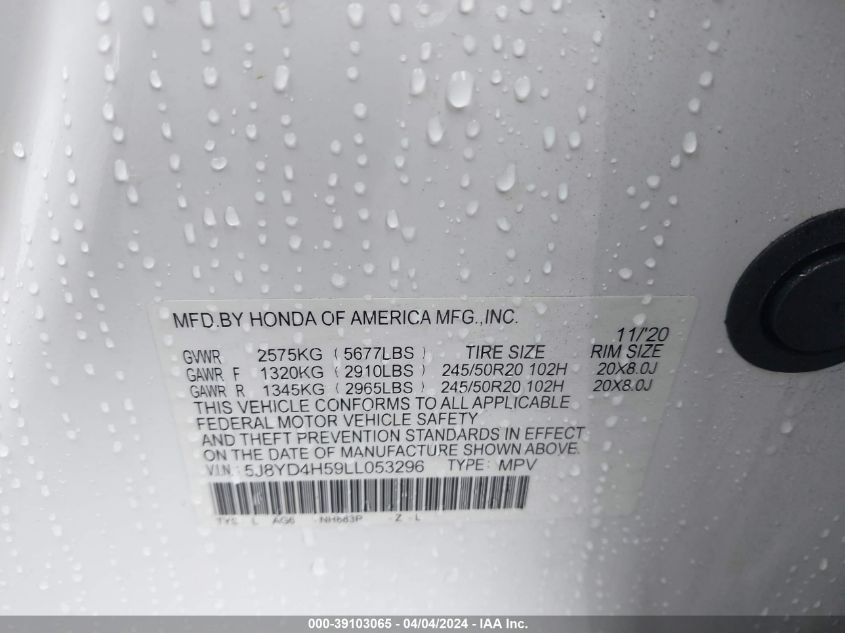 MFD.BY HONDA OF AMERICA MFG.,INC.
11/'20
GVWR 2575KG ( 5677LBS ) TIRE SIZE RIM SIZE
GAWR F 1320KG ( 2910LBS ) 245/50R20 102H 20X8.0J
GAWR R 1345KG ( 2965LBS ) 245/50R20 102H 20X8.0J
THIS VEHICLE CONFORMS TO ALL APPLICABLE
FEDERAL MOTOR VEHICLE SAFETY
AND THEFT PREVENTION STANDARDS IN EFFECT
ON THE DATE OF MANUFACTURE SHOWN ABOVE.
V.I.N.: 5J8YD4H59LL053296 TYPE: MPV
TYS L AG6 NH883P Z - L
000-39103065 - 04/04/2024 - IAA Inc.